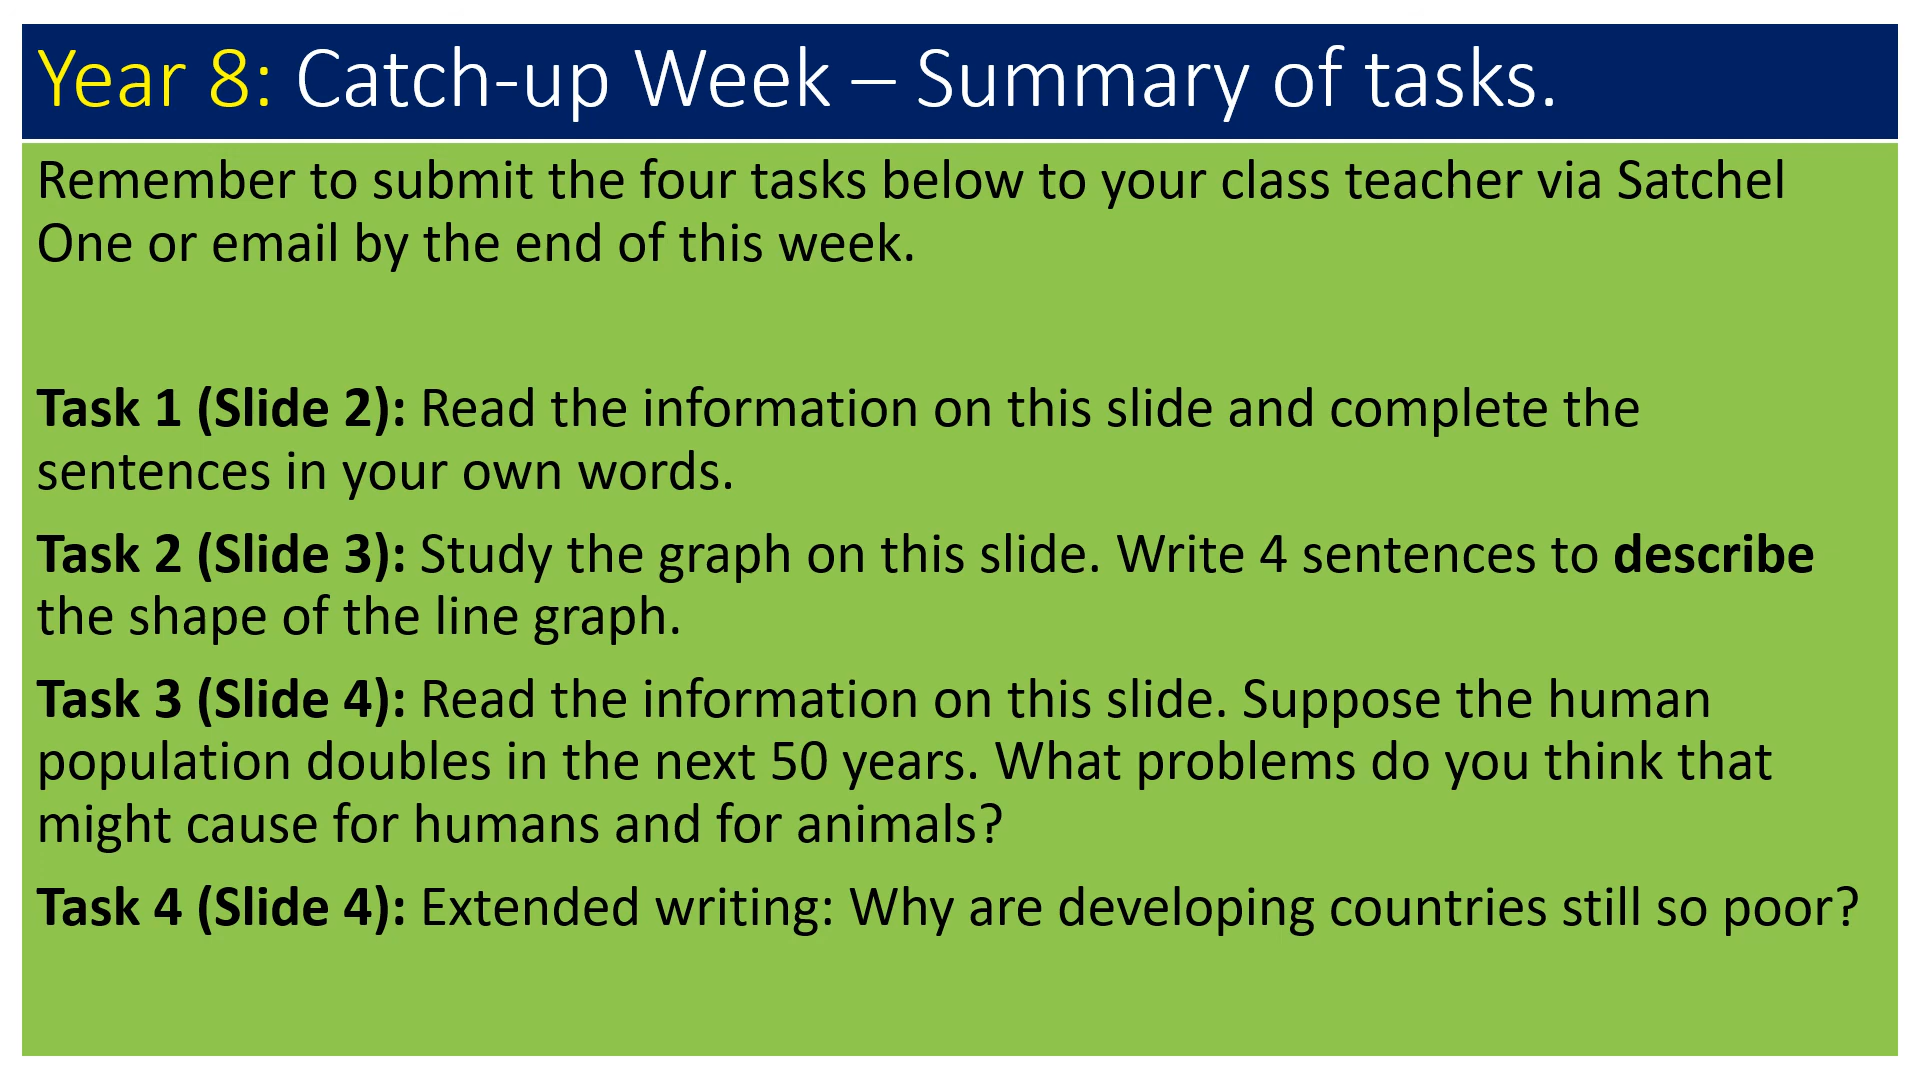 Year 8: Catch-up Week – Summary of tasks.
Remember to submit the four tasks below to your class teacher via Satchel
One or email by the end of this week.
Task 1 (Slide 2): Read the information on this slide and complete the
sentences in your own words.
Task 2 (Slide 3): Study the graph on this slide. Write 4 sentences to describe
the shape of the line graph.
Task 3 (Slide 4): Read the information on this slide. Suppose the human
population doubles in the next 50 years. What problems do you think that
might cause for humans and for animals?
Task 4 (Slide 4): Extended writing: Why are developing countries still so poor?